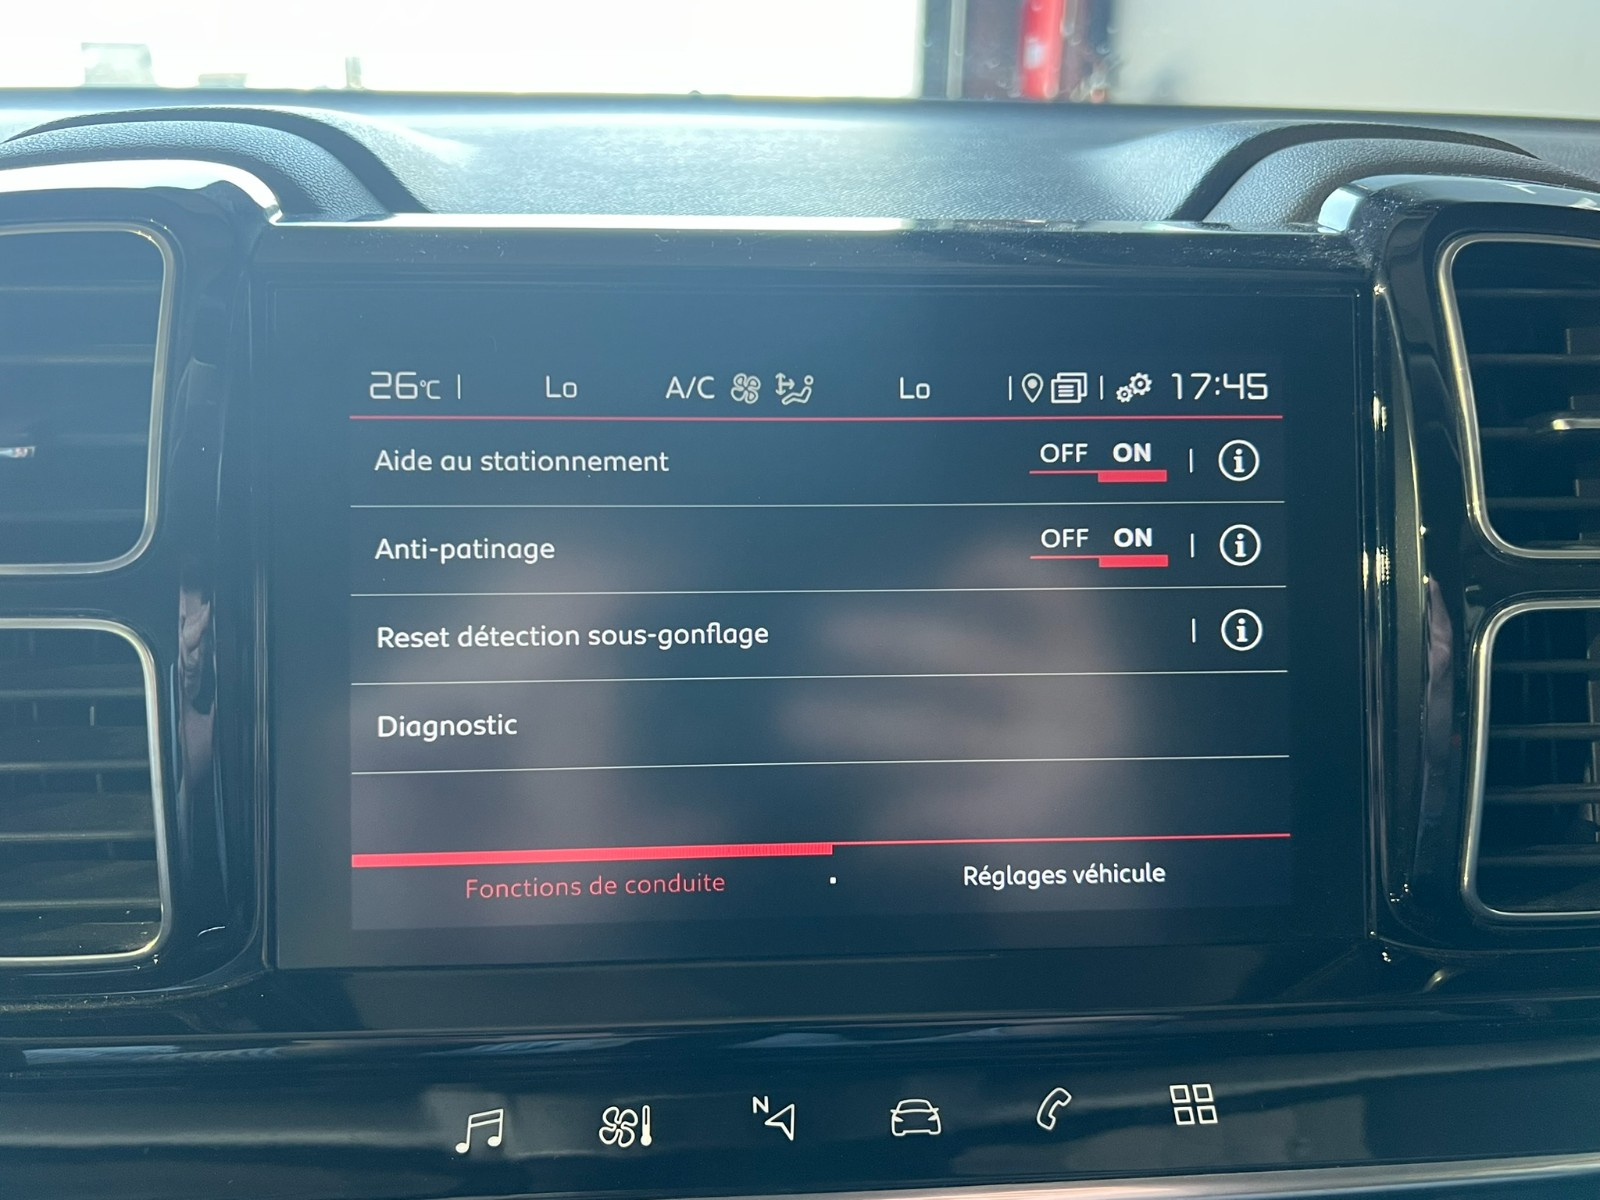 26°C | Lo A/C Lo | | 17:45
Aide au stationnement OFF ON | i
Anti-patinage OFF ON | i
Reset détection sous-gonflage | i
Diagnostic
Fonctions de conduite · Réglages véhicule
N